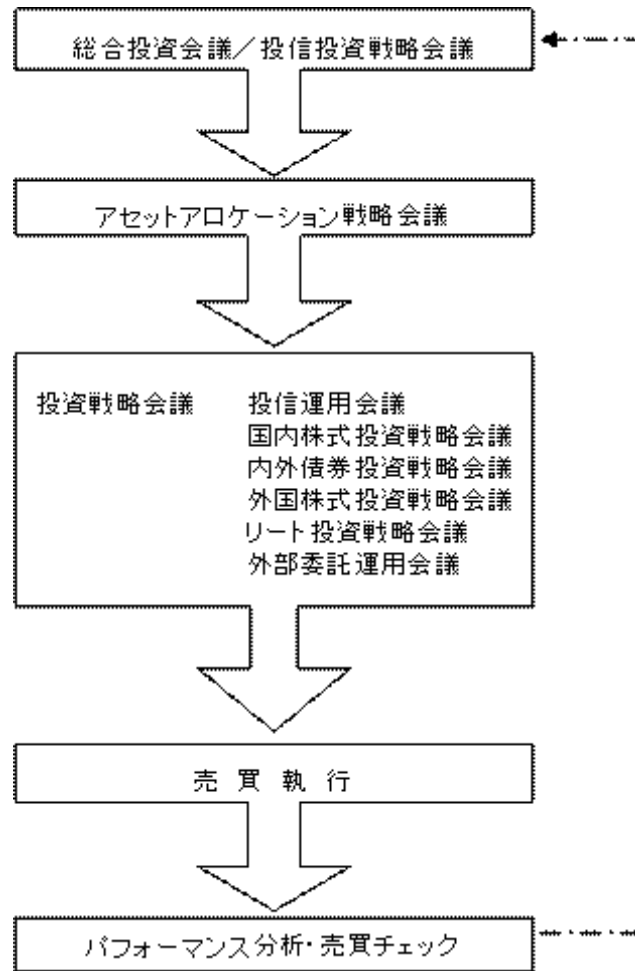 総合投資会議／投信投資戦略会議
アセットアロケーション戦略会議
投資戦略会議 投信運用会議
国内株式投資戦略会議
内外債券投資戦略会議
外国株式投資戦略会議
リート投資戦略会議
外部委託運用会議
売 買 執 行
パフォーマンス分析・売買チェック